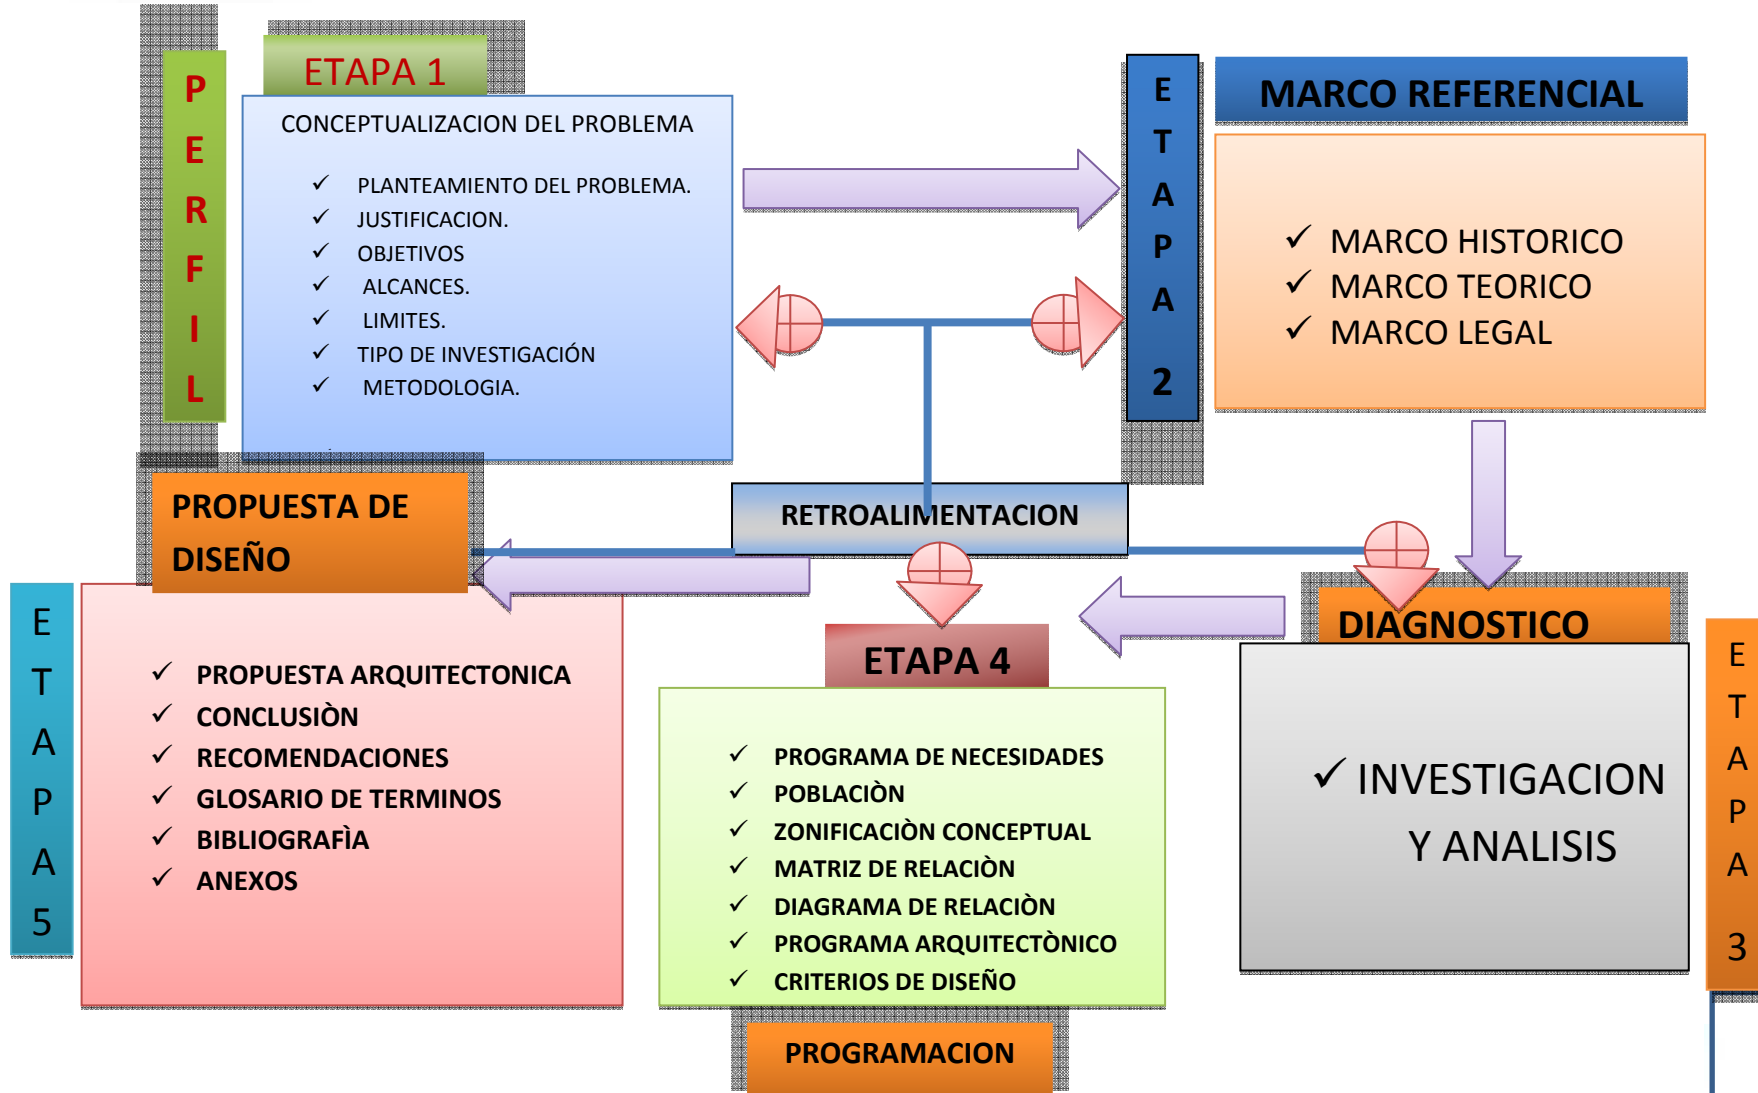 PERFIL
ETAPA 1
CONCEPTUALIZACION DEL PROBLEMA
✓ PLANTEAMIENTO DEL PROBLEMA.
✓ JUSTIFICACION.
✓ OBJETIVOS
✓ ALCANCES.
✓ LIMITES.
✓ TIPO DE INVESTIGACIÓN
✓ METODOLOGIA.
ETAPA 2
MARCO REFERENCIAL
✓ MARCO HISTORICO
✓ MARCO TEORICO
✓ MARCO LEGAL
RETROALIMENTACION
DIAGNOSTICO
ETAPA 3
✓ INVESTIGACION
Y ANALISIS
ETAPA 4
✓ PROGRAMA DE NECESIDADES
✓ POBLACIÒN
✓ ZONIFICACIÒN CONCEPTUAL
✓ MATRIZ DE RELACIÒN
✓ DIAGRAMA DE RELACIÒN
✓ PROGRAMA ARQUITECTÒNICO
✓ CRITERIOS DE DISEÑO
PROGRAMACION
PROPUESTA DE
DISEÑO
ETAPA 5
✓ PROPUESTA ARQUITECTONICA
✓ CONCLUSIÒN
✓ RECOMENDACIONES
✓ GLOSARIO DE TERMINOS
✓ BIBLIOGRAFÌA
✓ ANEXOS